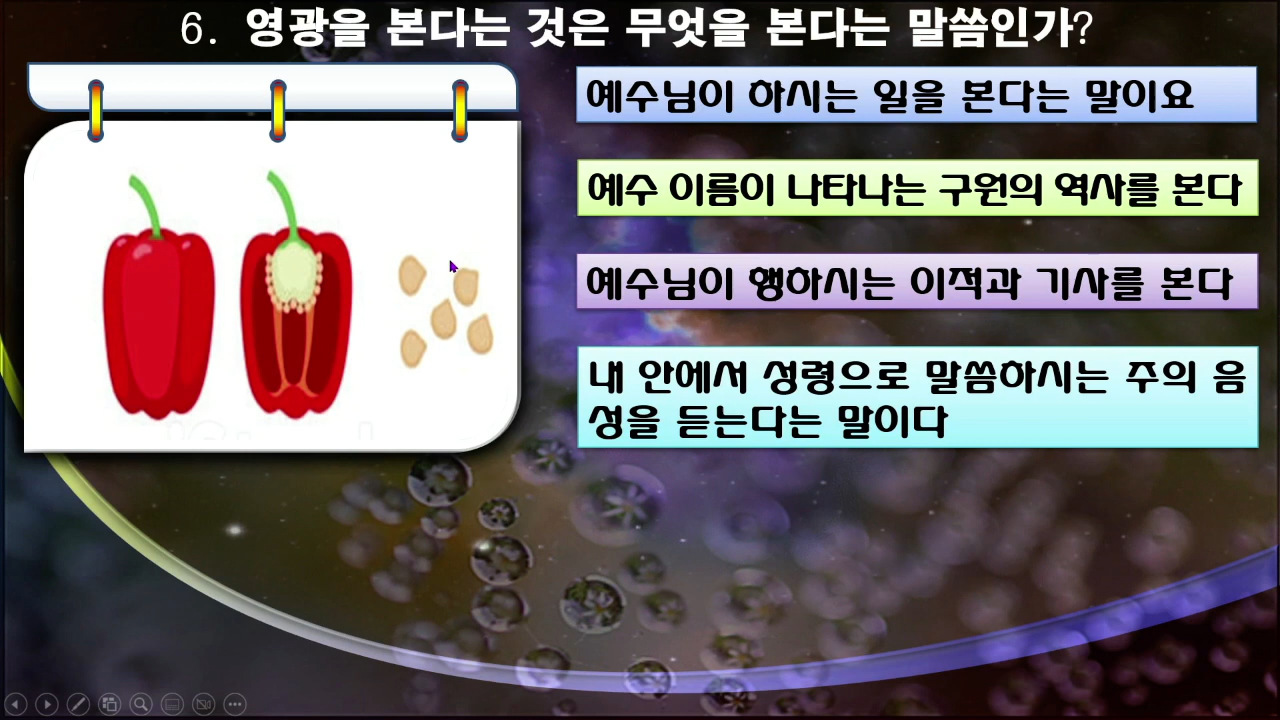 6. 영광을 본다는 것은 무엇을 본다는 말씀인가?
예수님이 하시는 일을 본다는 말이요
예수 이름이 나타나는 구원의 역사를 본다
예수님이 행하시는 이적과 기사를 본다
내 안에서 성령으로 말씀하시는 주의 음
성을 듣는다는 말이다